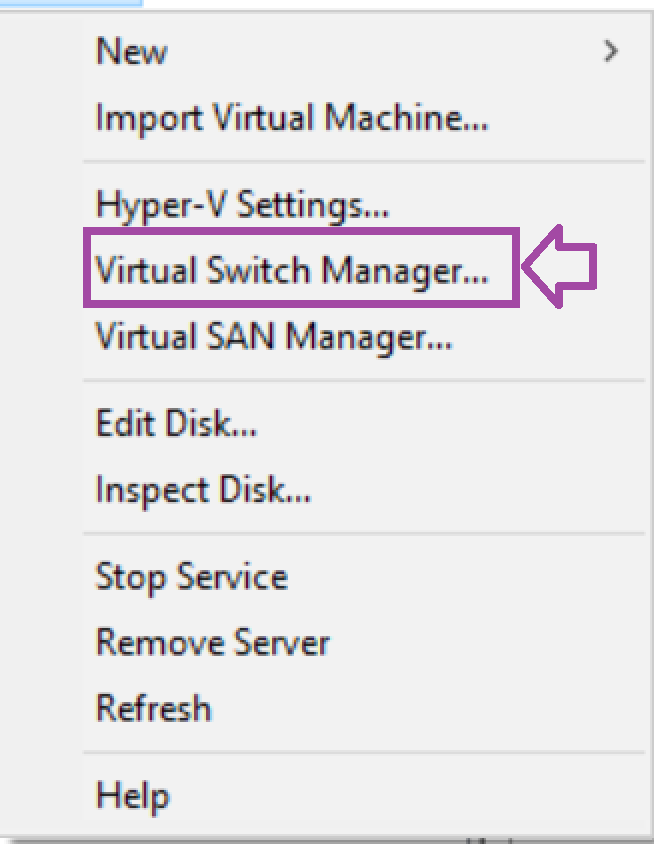 New
Import Virtual Machine...
Hyper-V Settings...
Virtual Switch Manager...
Virtual SAN Manager...
Edit Disk...
Inspect Disk...
Stop Service
Remove Server
Refresh
Help